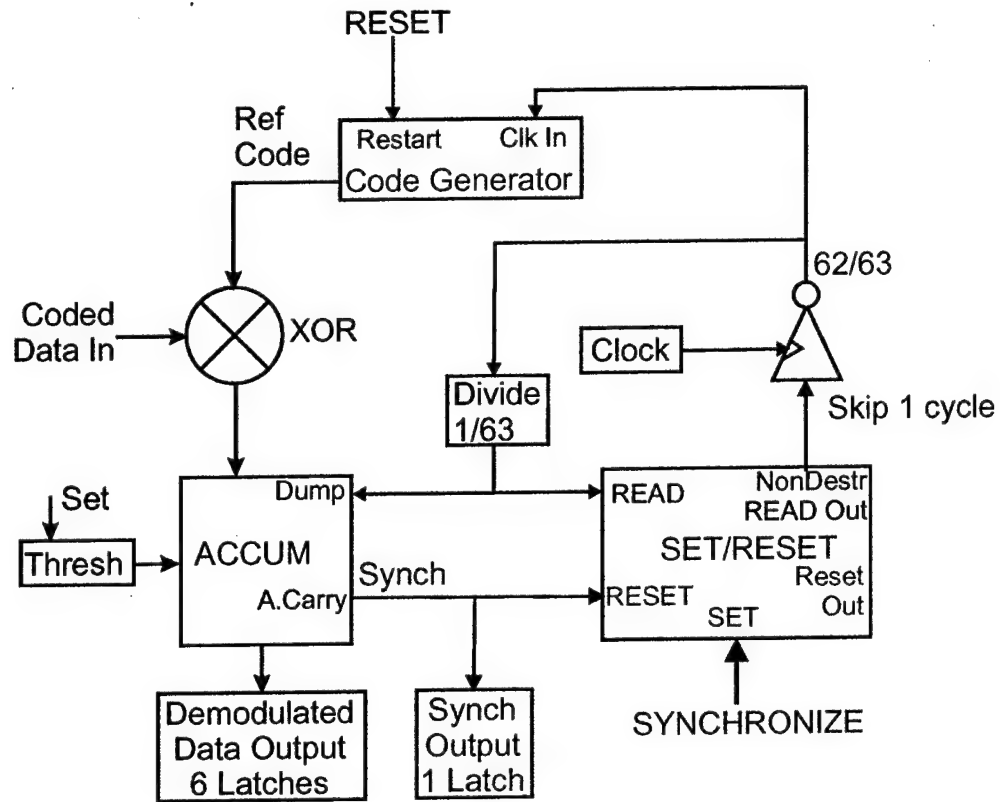 RESET
Ref
Code
Restart
Clk In
Code Generator
62/63
Coded
Data In
XOR
Clock
Divide
1/63
Skip 1 cycle
Set
Thresh
Dump
ACCUM
A.Carry
Synch
READ
NonDestr
READ Out
SET/RESET
RESET
Reset
Out
SET
Demodulated
Data Output
6 Latches
Synch
Output
1 Latch
SYNCHRONIZE